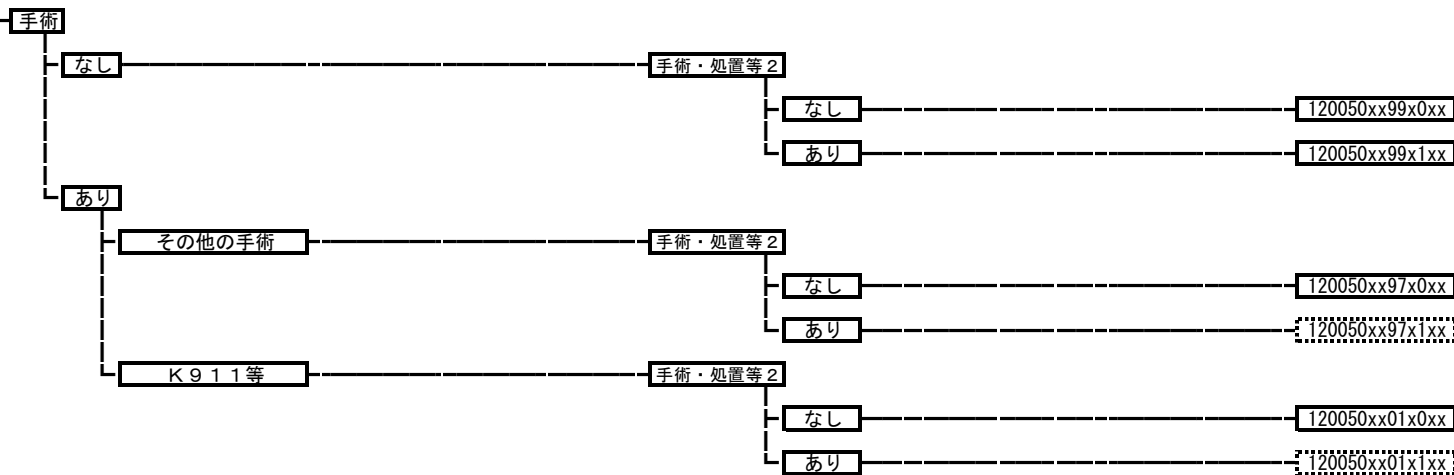 手術
なし 手術・処置等2
なし 120050xx99x0xx
あり 120050xx99x1xx
あり
その他の手術 手術・処置等2
なし 120050xx97x0xx
あり 120050xx97x1xx
K911等 手術・処置等2
なし 120050xx01x0xx
あり 120050xx01x1xx